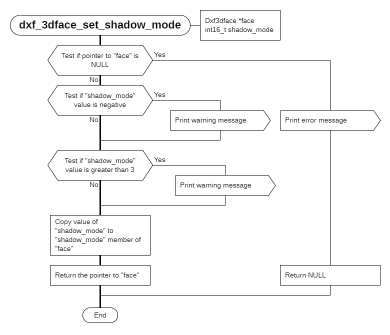 dxf_3dface_set_shadow_mode
Dxf3dface *face
int16_t shadow_mode
Test if pointer to "face" is
NULL
Yes
No
Test if "shadow_mode"
value is negative
Yes
No
Print warning message
Print error message
Test if "shadow_mode"
value is greater than 3
Yes
No
Print warning message
Copy value of
"shadow_mode" to
"shadow_mode" member of
"face"
Return the pointer to "face"
Return NULL
End